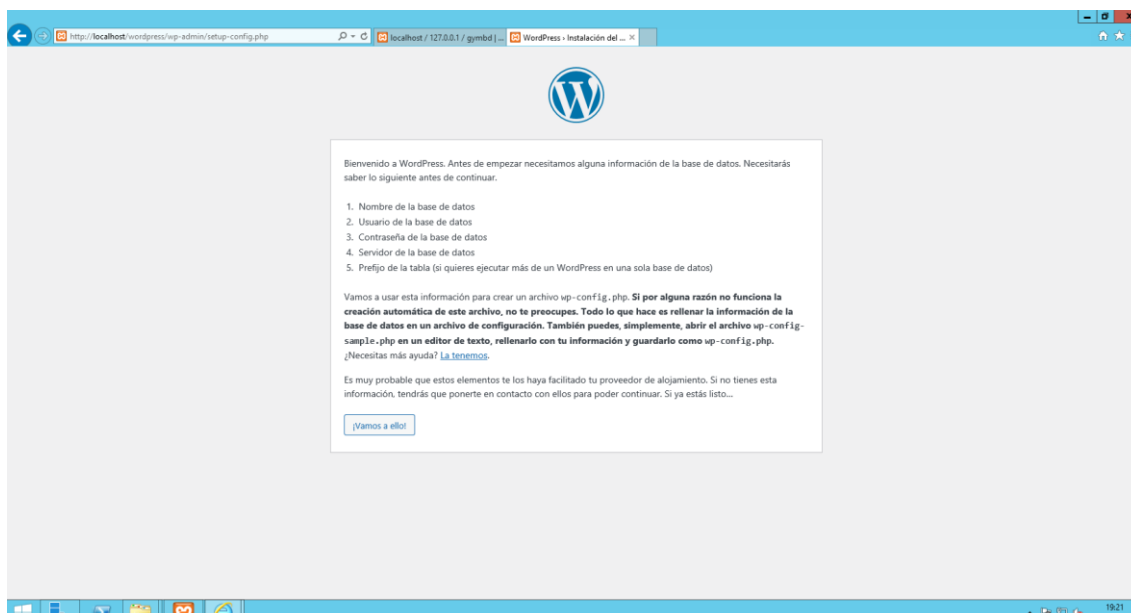 http://localhost/wordpress/wp-admin/setup-config.php
localhost / 127.0.0.1 / gymbd | ...
WordPress › Instalación del ...
Bienvenido a WordPress. Antes de empezar necesitamos alguna información de la base de datos. Necesitarás
saber lo siguiente antes de continuar.
1. Nombre de la base de datos
2. Usuario de la base de datos
3. Contraseña de la base de datos
4. Servidor de la base de datos
5. Prefijo de la tabla (si quieres ejecutar más de un WordPress en una sola base de datos)
Vamos a usar esta información para crear un archivo wp-config.php. Si por alguna razón no funciona la
creación automática de este archivo, no te preocupes. Todo lo que hace es rellenar la información de la
base de datos en un archivo de configuración. También puedes, simplemente, abrir el archivo wp-config-
sample.php en un editor de texto, rellenarlo con tu información y guardarlo como wp-config.php.
¿Necesitas más ayuda? La tenemos.
Es muy probable que estos elementos te los haya facilitado tu proveedor de alojamiento. Si no tienes esta
información, tendrás que ponerte en contacto con ellos para poder continuar. Si ya estás listo...
¡Vamos a ello!
19:21